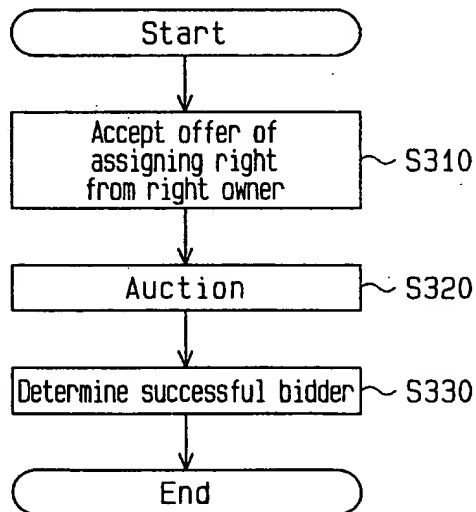 Start
Accept offer of
assigning right
from right owner
S310
Auction
S320
Determine successful bidder
S330
End